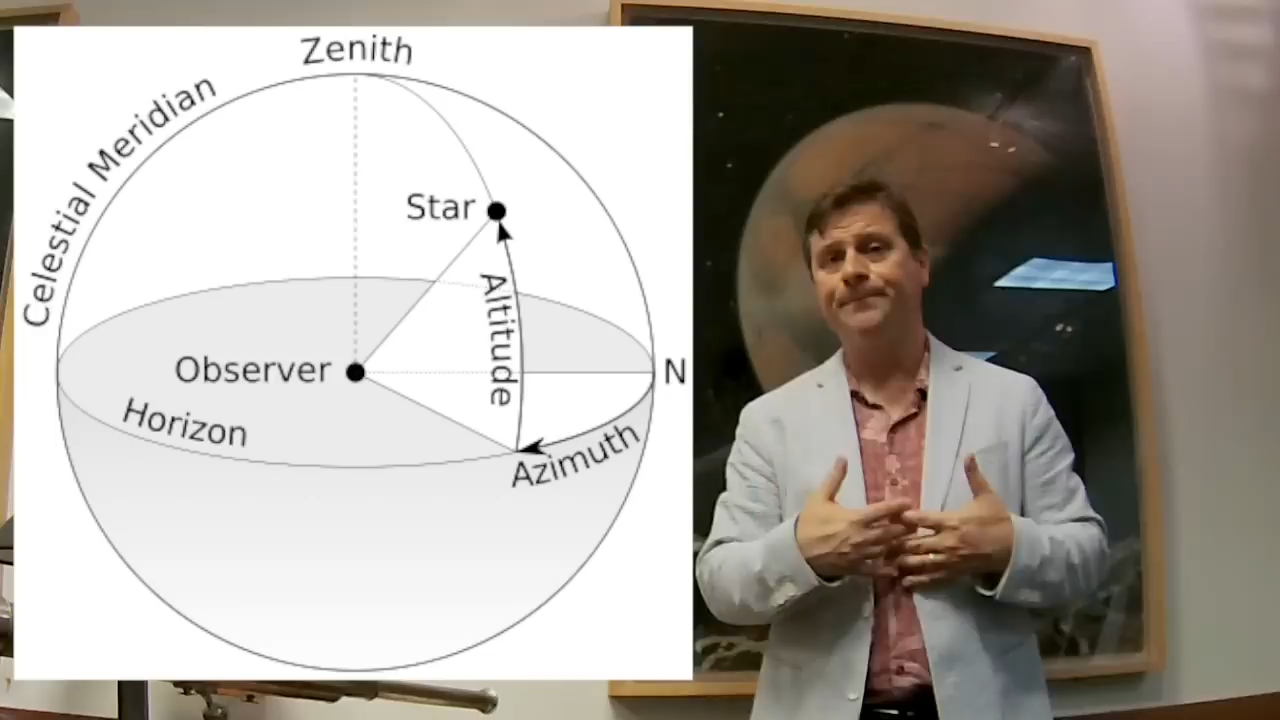 Zenith
Celestial Meridian
Star
Altitude
Observer
N
Horizon
Azimuth